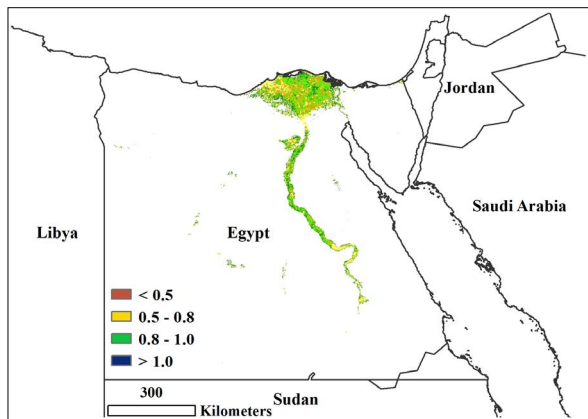 Jordan
Saudi Arabia
Libya
Egypt
< 0.5
0.5 - 0.8
0.8 - 1.0
> 1.0
300
Kilometers
Sudan